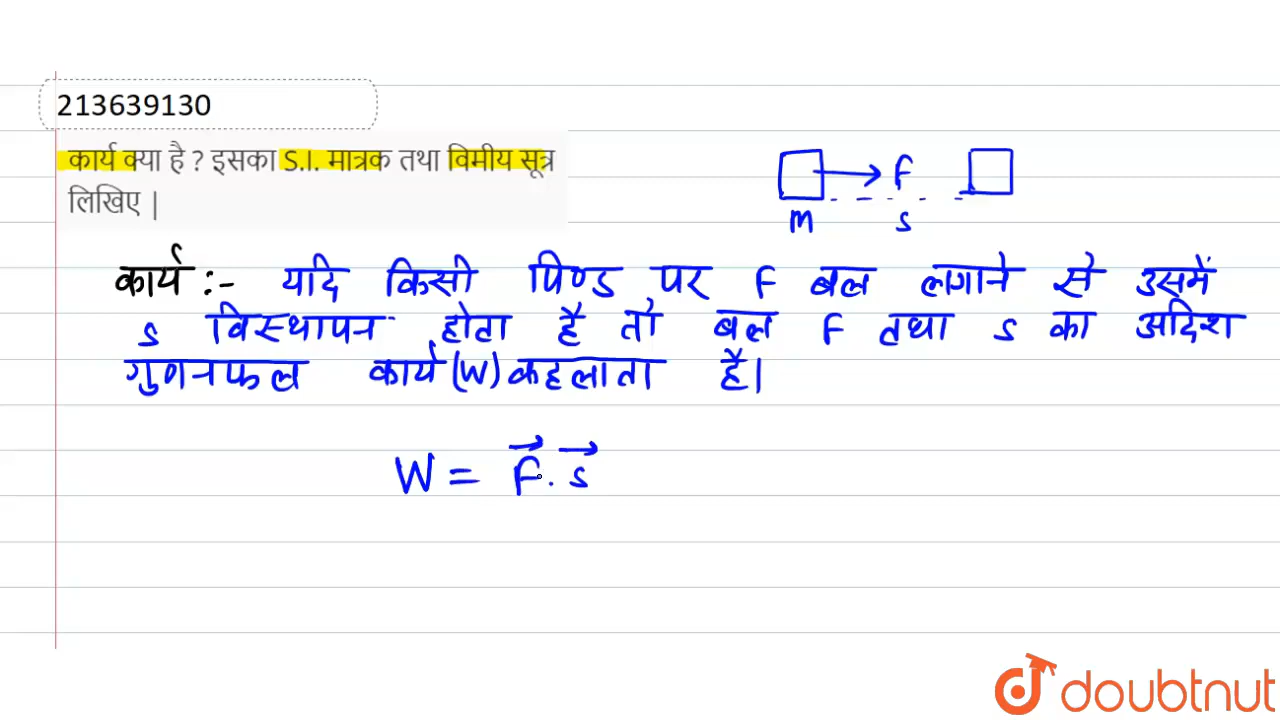 213639130
कार्य क्या है ? इसका S.I. मात्रक तथा विमीय सूत्र
लिखिए |
F
m
s
कार्य :- यदि किसी पिण्ड पर F बल लगाने से उसमें
s विस्थापन होता है तो बल F तथा s का अदिश
गुणनफल कार्य (W) कहलाता है।
W = F⃗ . s⃗
doubtnut